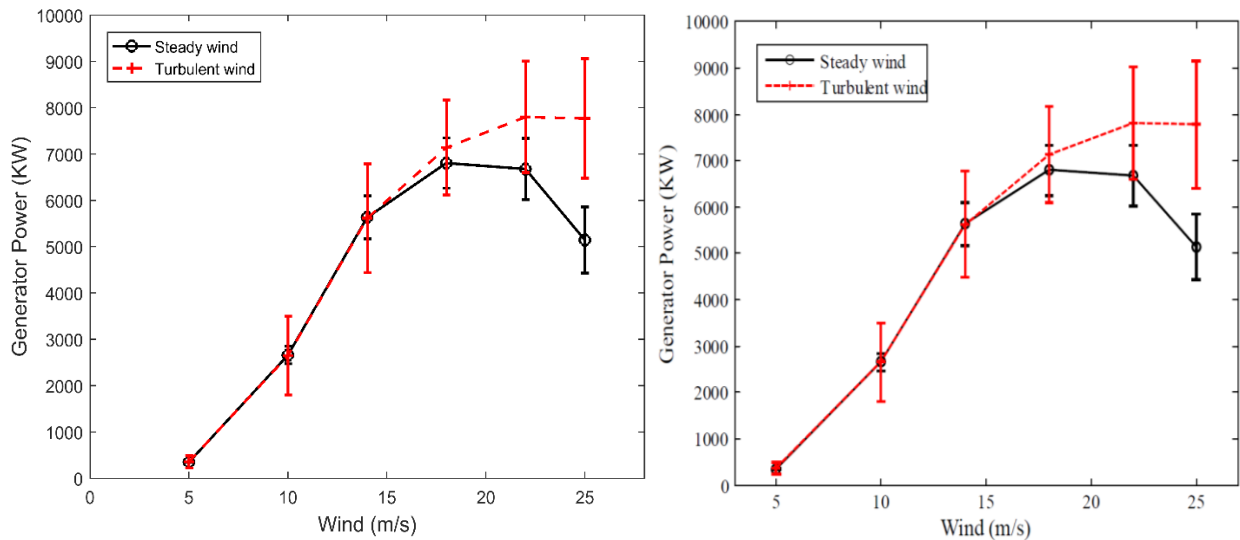 10000
9000
8000
7000
6000
5000
4000
3000
2000
1000
0
Generator Power (KW)
Steady wind
Turbulent wind
0 5 10 15 20 25
Wind (m/s)
10000
9000
8000
7000
6000
5000
4000
3000
2000
1000
0
Generator Power (KW)
Steady wind
Turbulent wind
5 10 15 20 25
Wind (m/s)